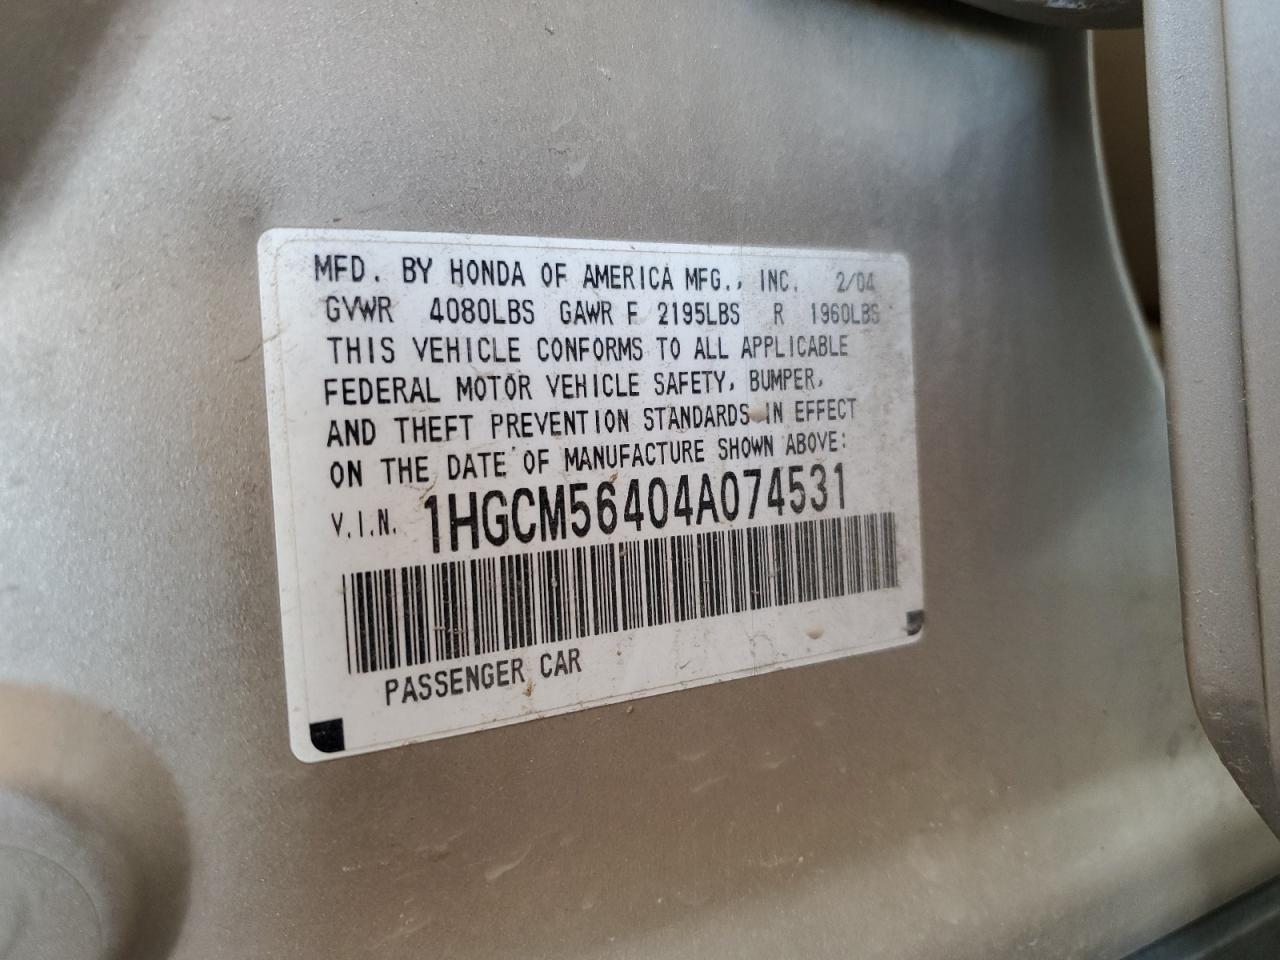 MFD. BY HONDA OF AMERICA MFG., INC. 2/04
GVWR 4080LBS GAWR F 2195LBS R 1960LBS
THIS VEHICLE CONFORMS TO ALL APPLICABLE
FEDERAL MOTOR VEHICLE SAFETY, BUMPER,
AND THEFT PREVENTION STANDARDS IN EFFECT
ON THE DATE OF MANUFACTURE SHOWN ABOVE:
V.I.N. 1HGCM56404A074531
PASSENGER CAR